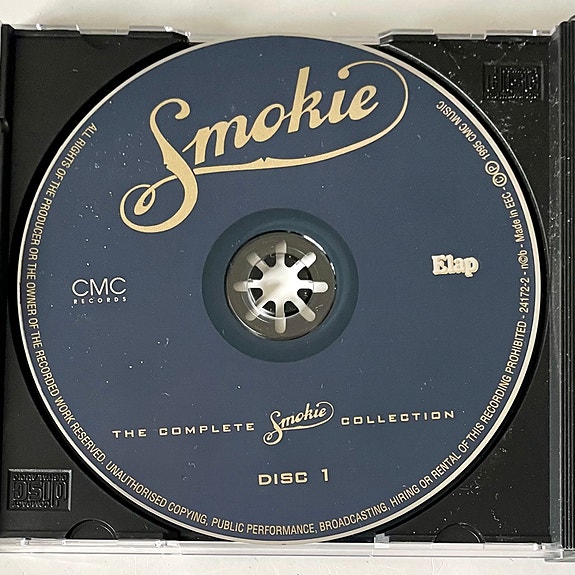 Smokie
CMC
RECORDS
Elap
THE COMPLETE Smokie COLLECTION
DISC 1
ALL RIGHTS OF THE PRODUCER OR THE OWNER OF THE RECORDED WORK RESERVED. UNAUTHORISED COPYING, PUBLIC PERFORMANCE, BROADCASTING, HIRING OR RENTAL OF THIS RECORDING PROHIBITED - 24172-2 - n©b - Made in EEC - ©℗ 1995 CMC MUSIC